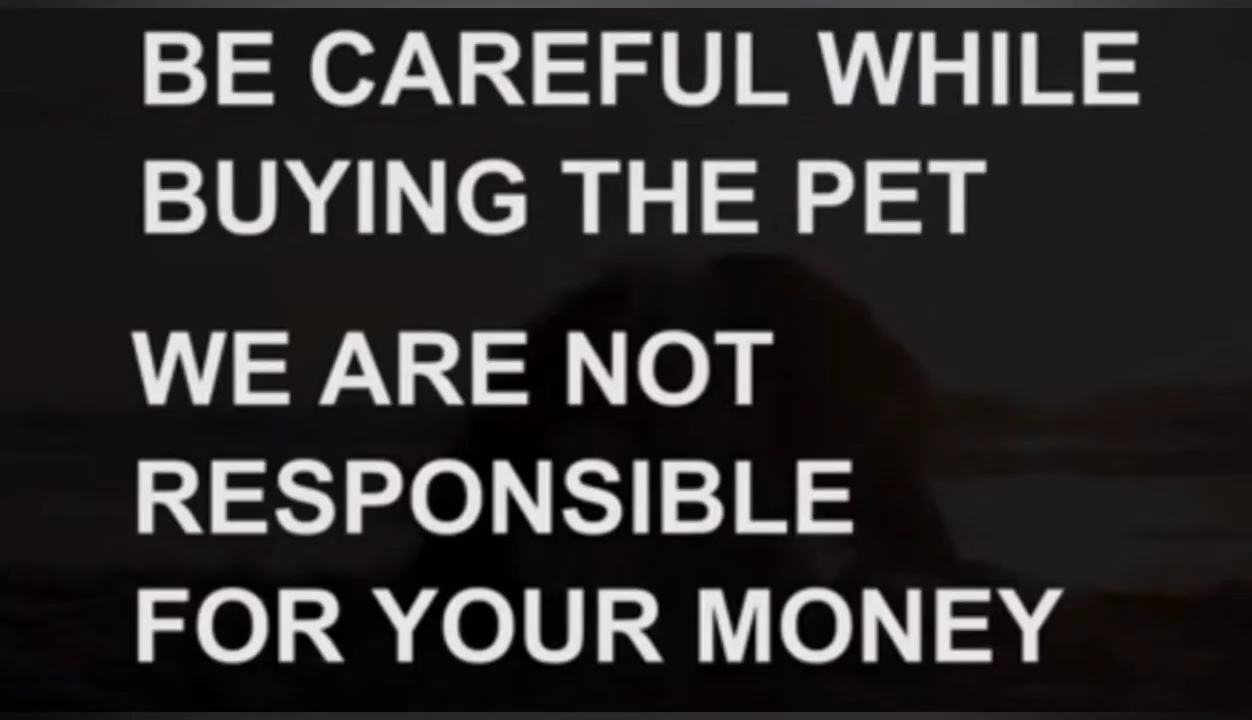 BE CAREFUL WHILE
BUYING THE PET
WE ARE NOT
RESPONSIBLE
FOR YOUR MONEY